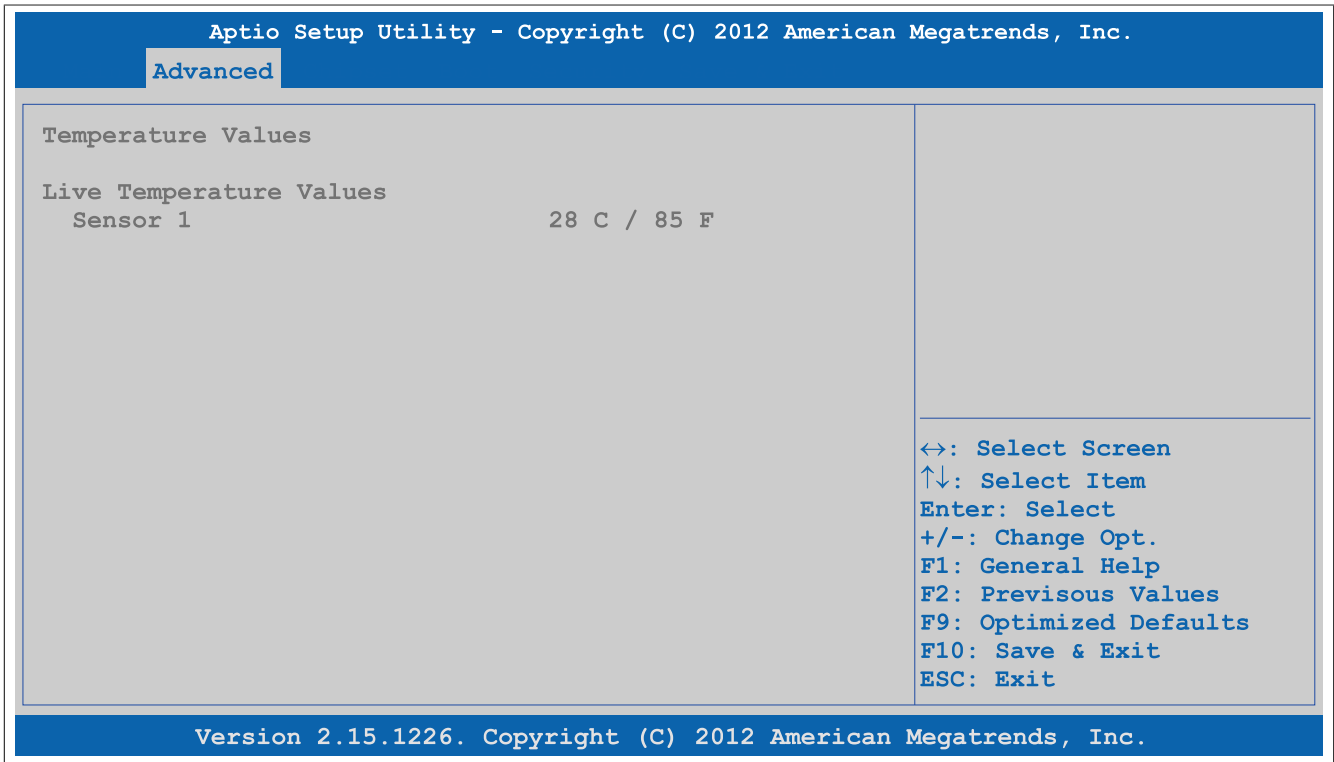 Aptio Setup Utility - Copyright (C) 2012 American Megatrends, Inc.
Advanced
Temperature Values
Live Temperature Values
Sensor 1 28 C / 85 F
↔: Select Screen
↑↓: Select Item
Enter: Select
+/-: Change Opt.
F1: General Help
F2: Previsous Values
F9: Optimized Defaults
F10: Save & Exit
ESC: Exit
Version 2.15.1226. Copyright (C) 2012 American Megatrends, Inc.